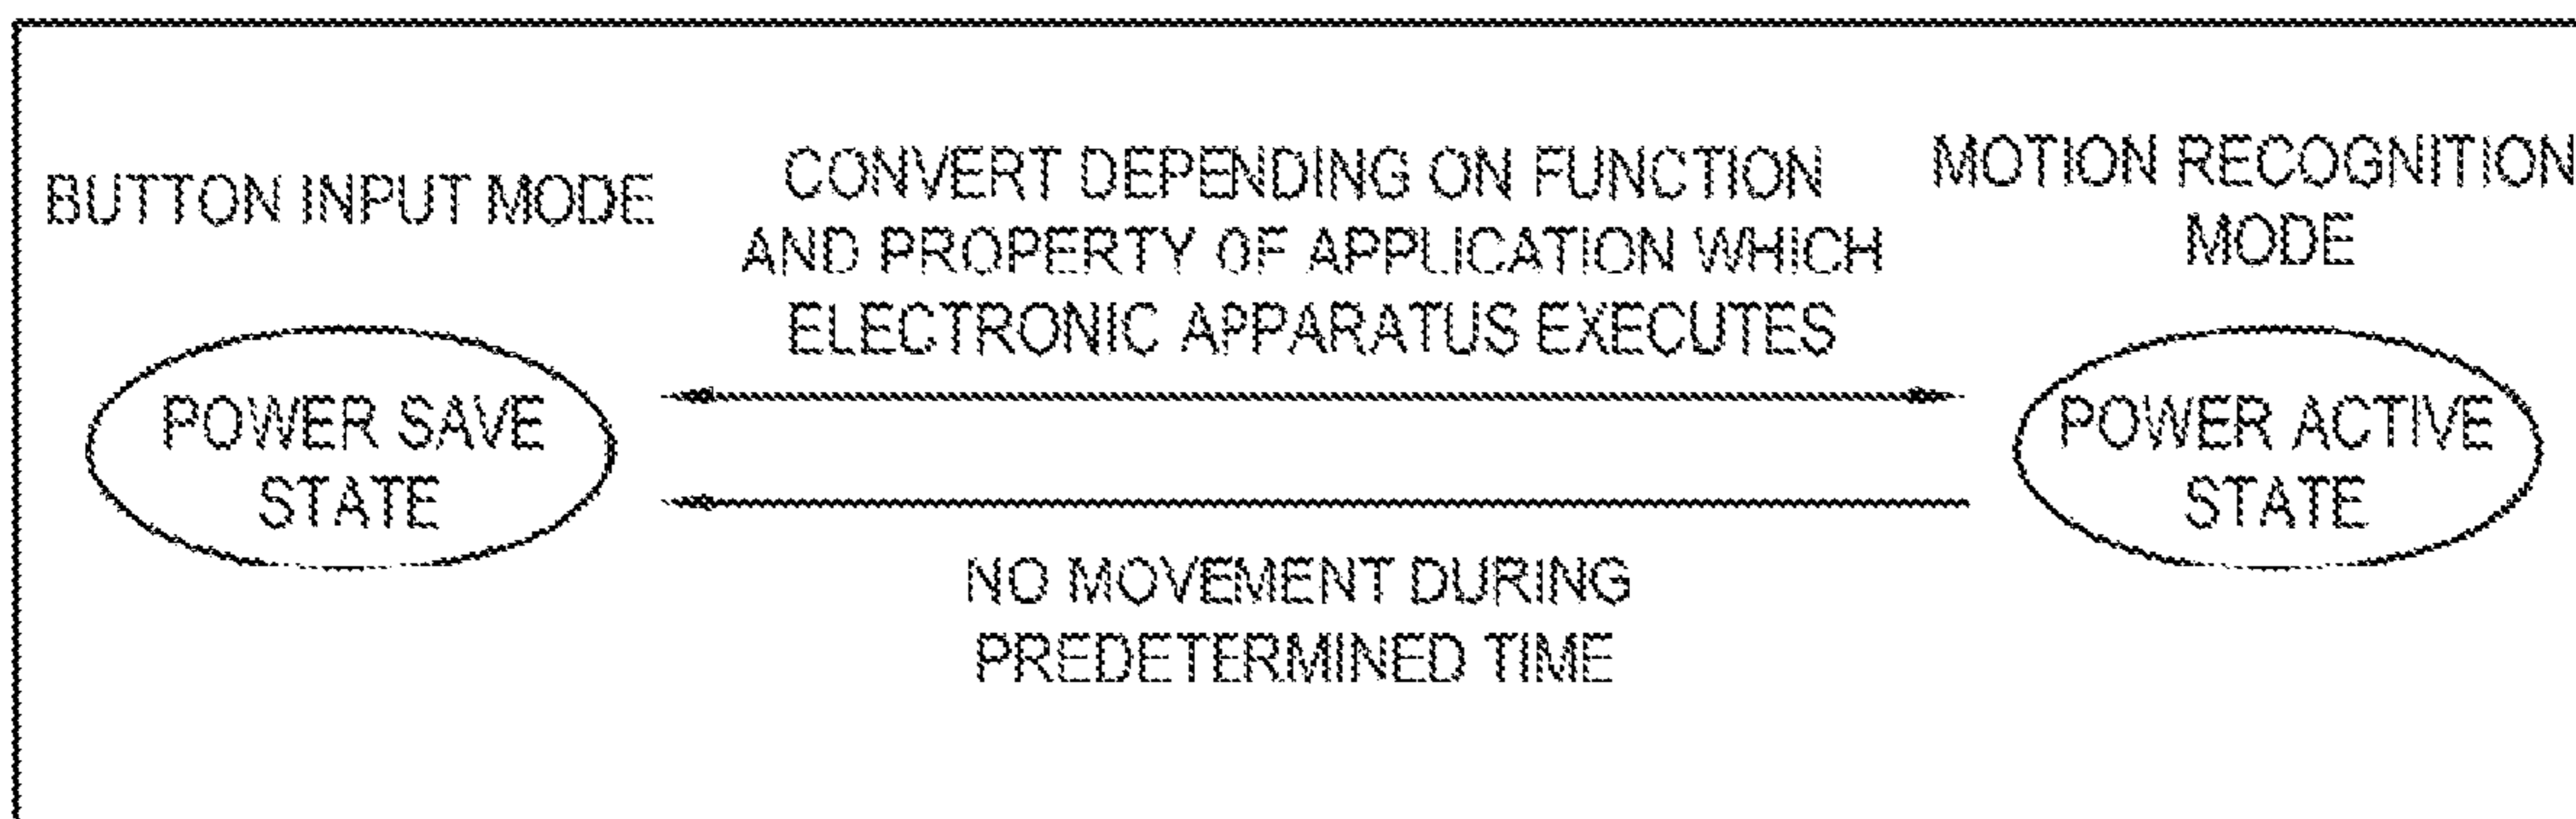 BUTTON INPUT MODE
CONVERT DEPENDING ON FUNCTION
AND PROPERTY OF APPLICATION WHICH
ELECTRONIC APPARATUS EXECUTES
MOTION RECOGNITION
MODE
POWER SAVE
STATE
POWER ACTIVE
STATE
NO MOVEMENT DURING
PREDETERMINED TIME